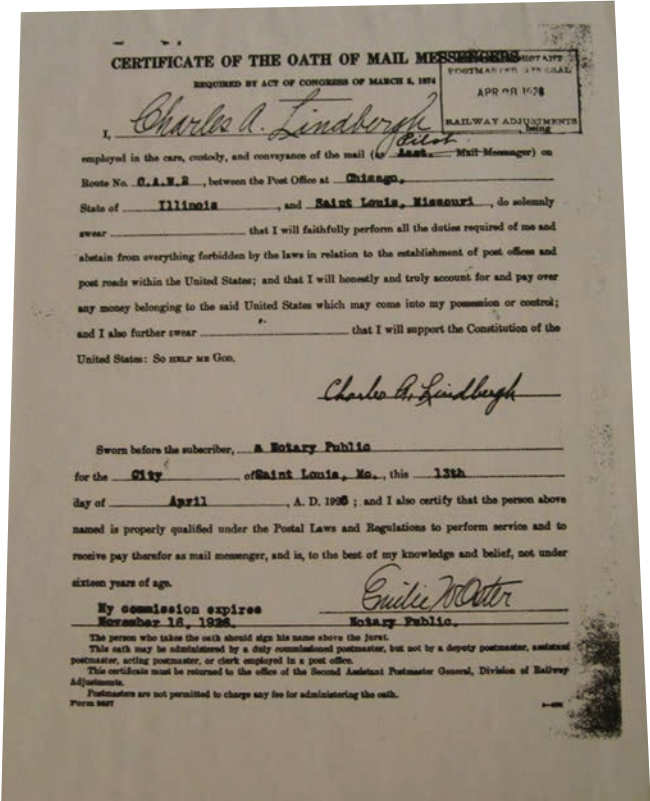 CERTIFICATE OF THE OATH OF MAIL MESSENGERS
REQUIRED BY ACT OF CONGRESS OF MARCH 5, 1874
POSTMASTER GENERAL
APR 28 1926
RAILWAY ADJUSTMENTS
I, Charles A. Lindbergh, being
Pilot
employed in the care, custody, and conveyance of the mail (or Asst. Mail Messenger) on
Route No. C.A.M.2, between the Post Office at Chicago,
State of Illinois, and Saint Louis, Missouri, do solemnly
swear that I will faithfully perform all the duties required of me and
abstain from everything forbidden by the laws in relation to the establishment of post offices and
post roads within the United States; and that I will honestly and truly account for and pay over
any money belonging to the said United States which may come into my possession or control;
and I also further swear that I will support the Constitution of the
United States: So HELP ME GOD.
Charles A. Lindbergh
Sworn before the subscriber, a Notary Public
for the City of Saint Louis, Mo., this 13th
day of April, A. D. 1926; and I also certify that the person above
named is properly qualified under the Postal Laws and Regulations to perform service and to
receive pay therefor as mail messenger, and is, to the best of my knowledge and belief, not under
sixteen years of age.
My commission expires
November 16, 1926. Notary Public.
The person who takes the oath should sign his name above the jurat.
This oath may be administered by a duly commissioned postmaster, but not by a deputy postmaster, assistant
postmaster, acting postmaster, or clerk employed in a post office.
This certificate must be returned to the office of the Second Assistant Postmaster General, Division of Railway
Adjustments.
Postmasters are not permitted to charge any fee for administering the oath.
Form